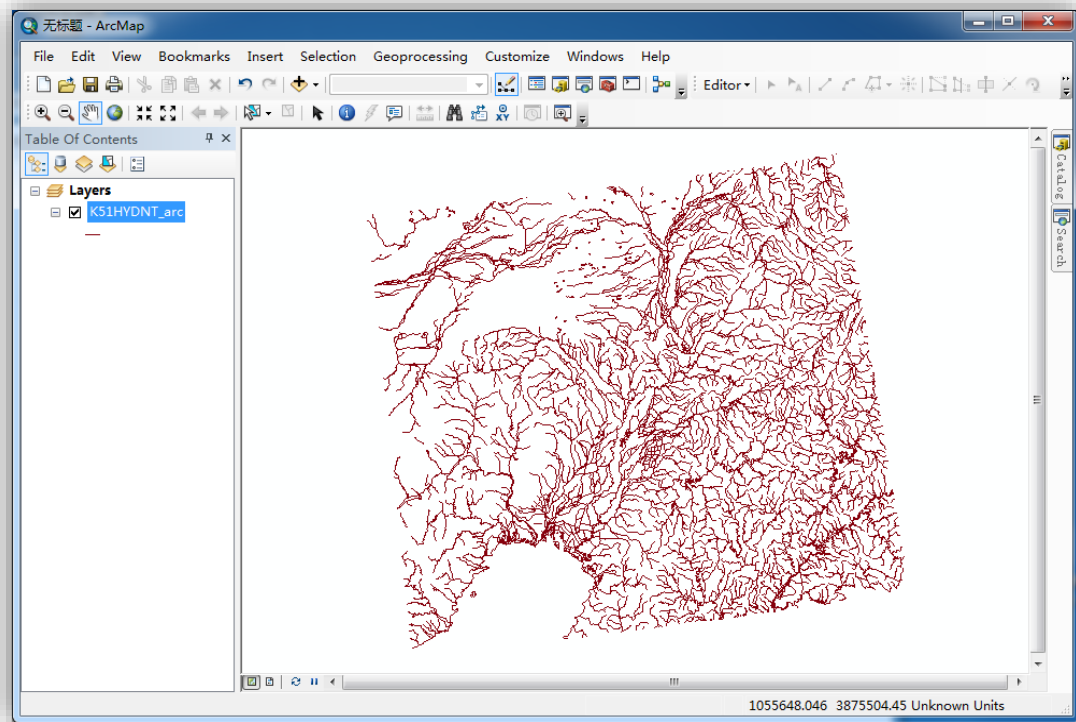 无标题 - ArcMap
File Edit View Bookmarks Insert Selection Geoprocessing Customize Windows Help
Editor
XY
Table Of Contents
Layers
K51HYDNT_arc
Catalog
Search
1055648.046 3875504.45 Unknown Units